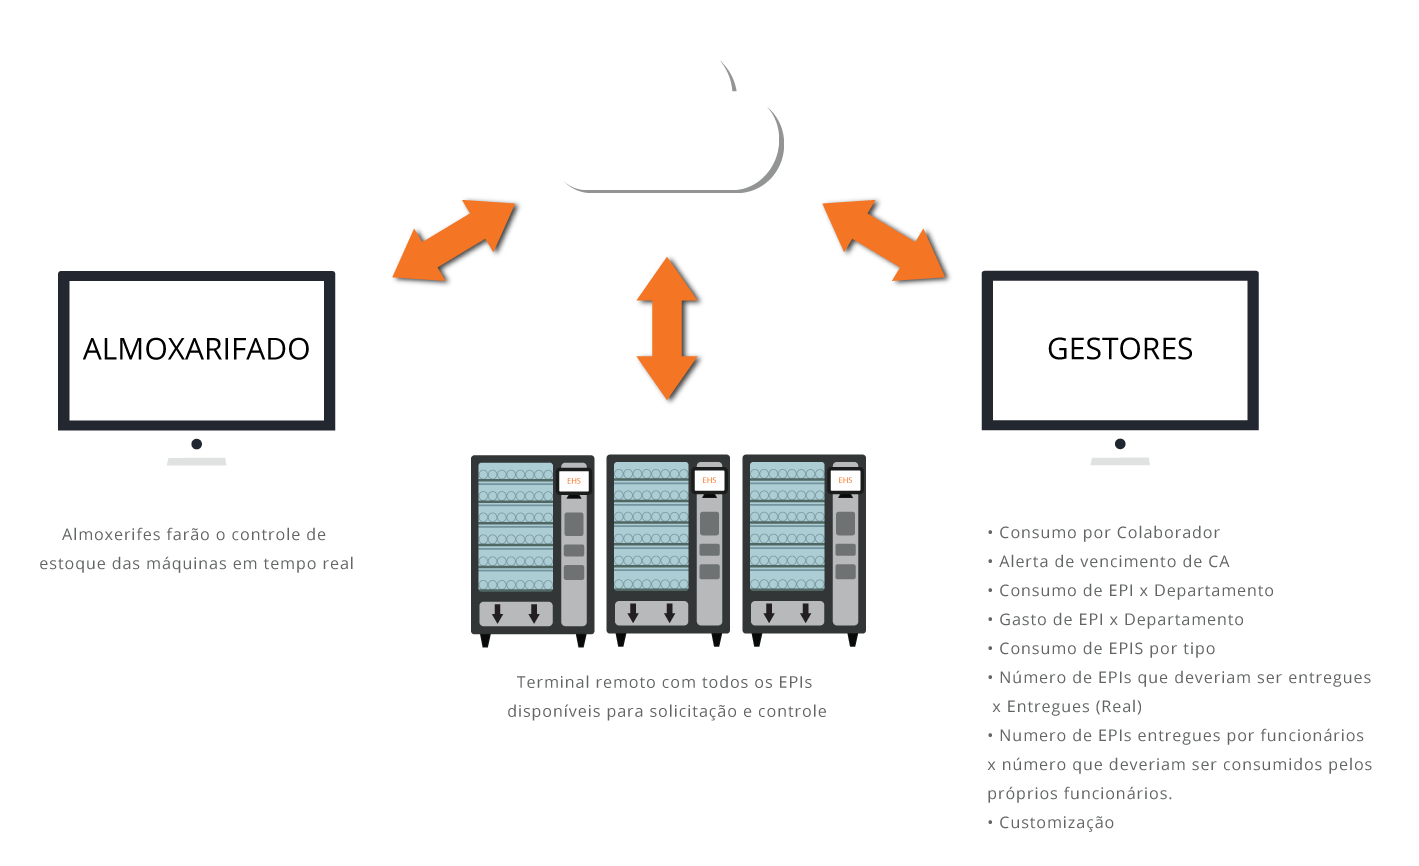 ALMOXARIFADO
Almoxerifes farão o controle de
estoque das máquinas em tempo real
EHS
EHS
EHS
Terminal remoto com todos os EPIs
disponíveis para solicitação e controle
GESTORES
• Consumo por Colaborador
• Alerta de vencimento de CA
• Consumo de EPI x Departamento
• Gasto de EPI x Departamento
• Consumo de EPIS por tipo
• Número de EPIs que deveriam ser entregues
x Entregues (Real)
• Numero de EPIs entregues por funcionários
x número que deveriam ser consumidos pelos
próprios funcionários.
• Customização